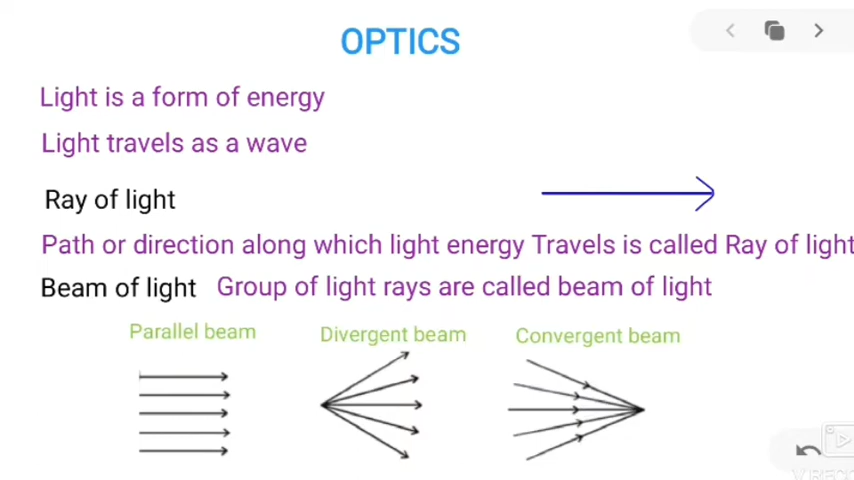 OPTICS
Light is a form of energy
Light travels as a wave
Ray of light
Path or direction along which light energy Travels is called Ray of light
Beam of light Group of light rays are called beam of light
Parallel beam Divergent beam Convergent beam